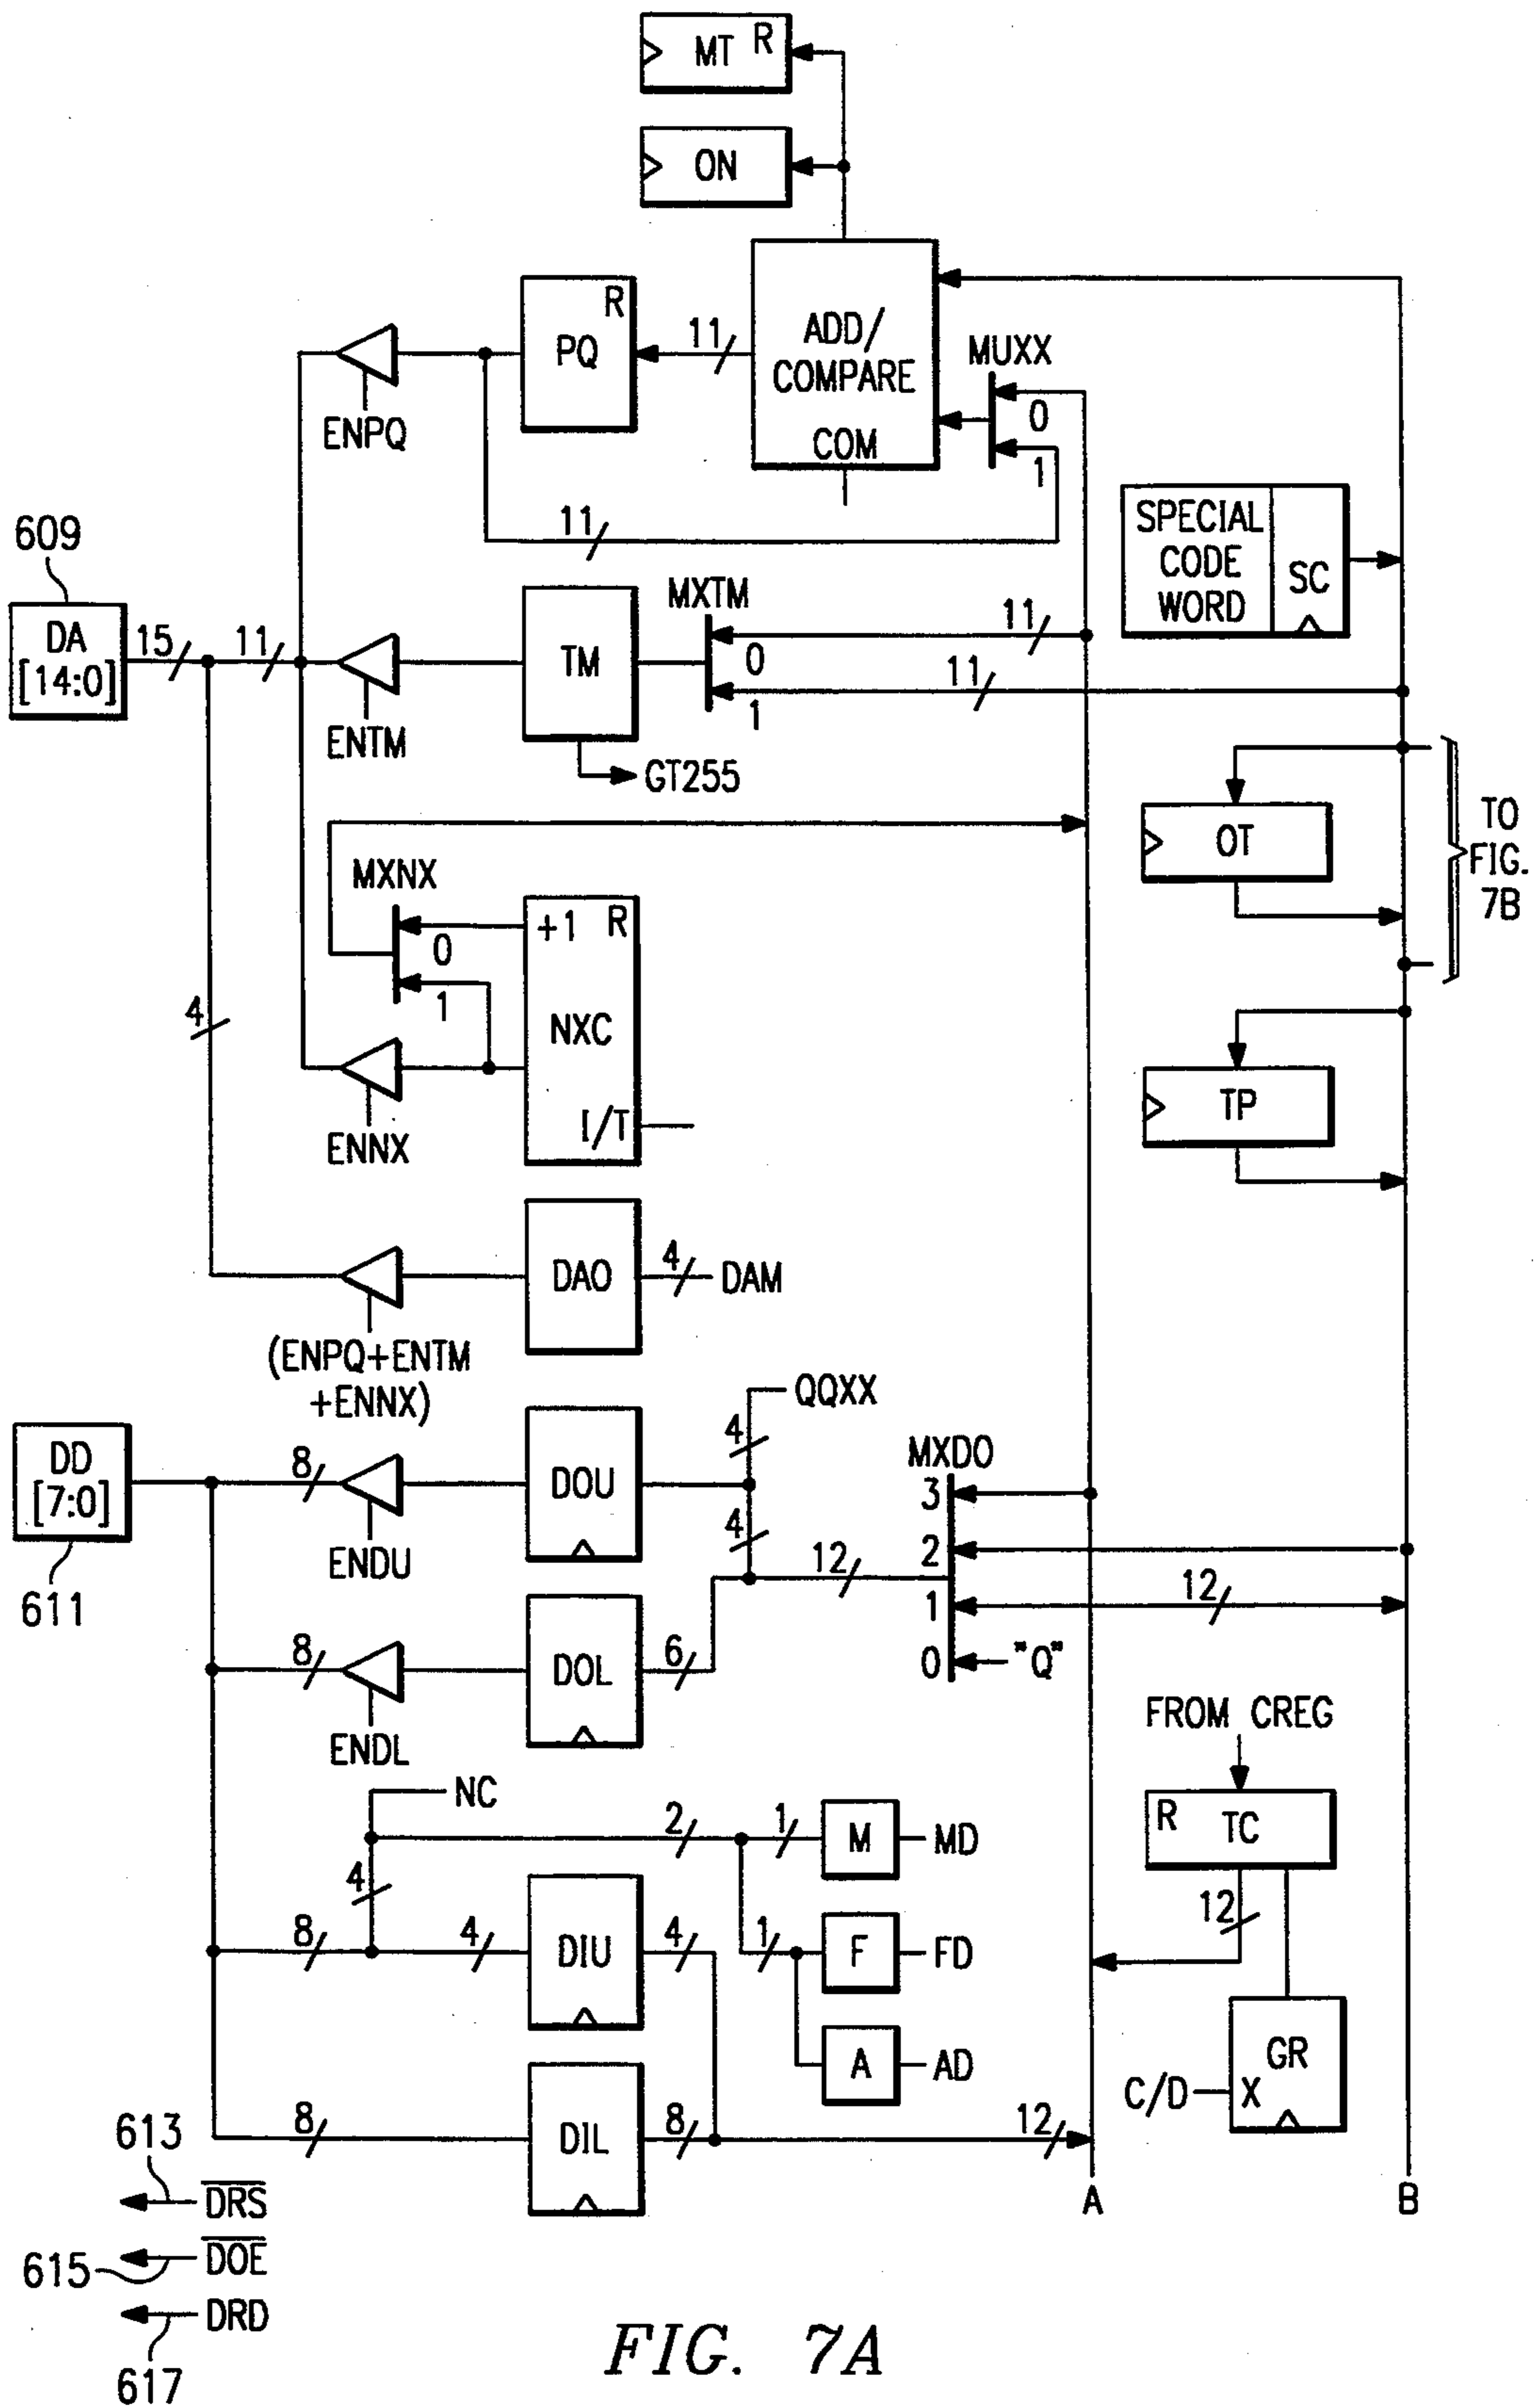 MT R
ON
ADD/
COMPARE
COM
R
PQ
11
MUXX
0
1
ENPQ
11
SPECIAL
CODE
WORD
SC
609
DA
[14:0]
15
11
ENTM
TM
MXTM
0
1
11
11
GT255
OT
TO
FIG.
7B
MXNX
0
1
+1 R
NXC
I/T
4
ENNX
TP
DAO
4
DAM
(ENPQ+ENTM
+ENNX)
QQXX
4
DD
[7:0]
611
8
ENDU
DOU
4
MXDO
3
2
1
0
12
12
"Q"
8
ENDL
DOL
6
FROM CREG
R TC
12
NC
2
1
M
MD
4
8
4
DIU
4
1
F
FD
A
AD
GR
C/D
X
8
DIL
8
12
A
B
613
DRS
615
DOE
DRD
617
FIG. 7A